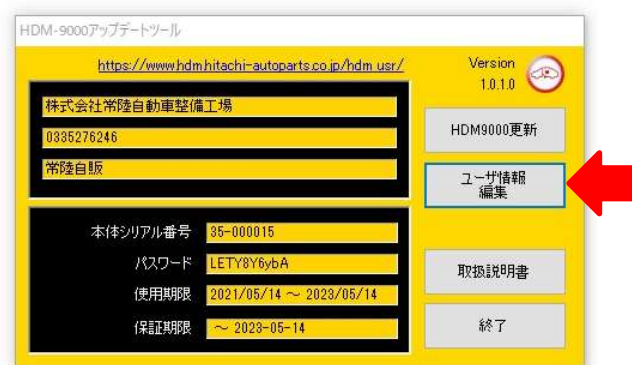 HDM-9000アップデートツール
https://www.hdm.hitachi-autoparts.co.jp/hdm_usr/
Version
1.0.1.0
株式会社常陸自動車整備工場
0335276246
常陸自販
HDM9000更新
ユーザ情報
編集
本体シリアル番号 35-000015
パスワード LETY8Y6ybA
使用期限 2021/05/14 ～ 2023/05/14
保証期限 ～ 2023-05-14
取扱説明書
終了